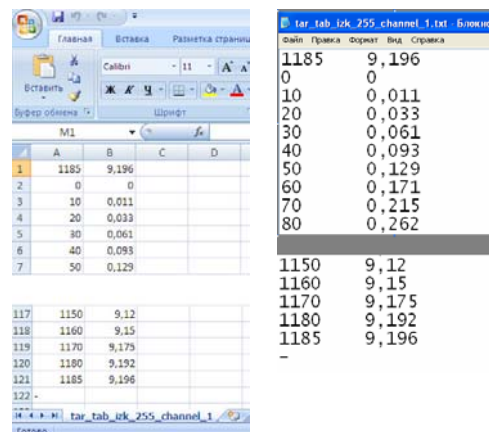 Главная Вставка Разметка страни
Вставить
Calibri 11 A A
Ж К Ч A
Буфер обмена Шрифт
M1 fx
A B C D
1 1185 9,196
2 0 0
3 10 0,011
4 20 0,033
5 30 0,061
6 40 0,093
7 50 0,129
117 1150 9,12
118 1160 9,15
119 1170 9,175
120 1180 9,192
121 1185 9,196
122 -
tar_tab_izk_255_channel_1
Готово
tar_tab_izk_255_channel_1.txt - Блокно
Файл Правка Формат Вид Справка
1185 9,196
0 0
10 0,011
20 0,033
30 0,061
40 0,093
50 0,129
60 0,171
70 0,215
80 0,262
1150 9,12
1160 9,15
1170 9,175
1180 9,192
1185 9,196
-